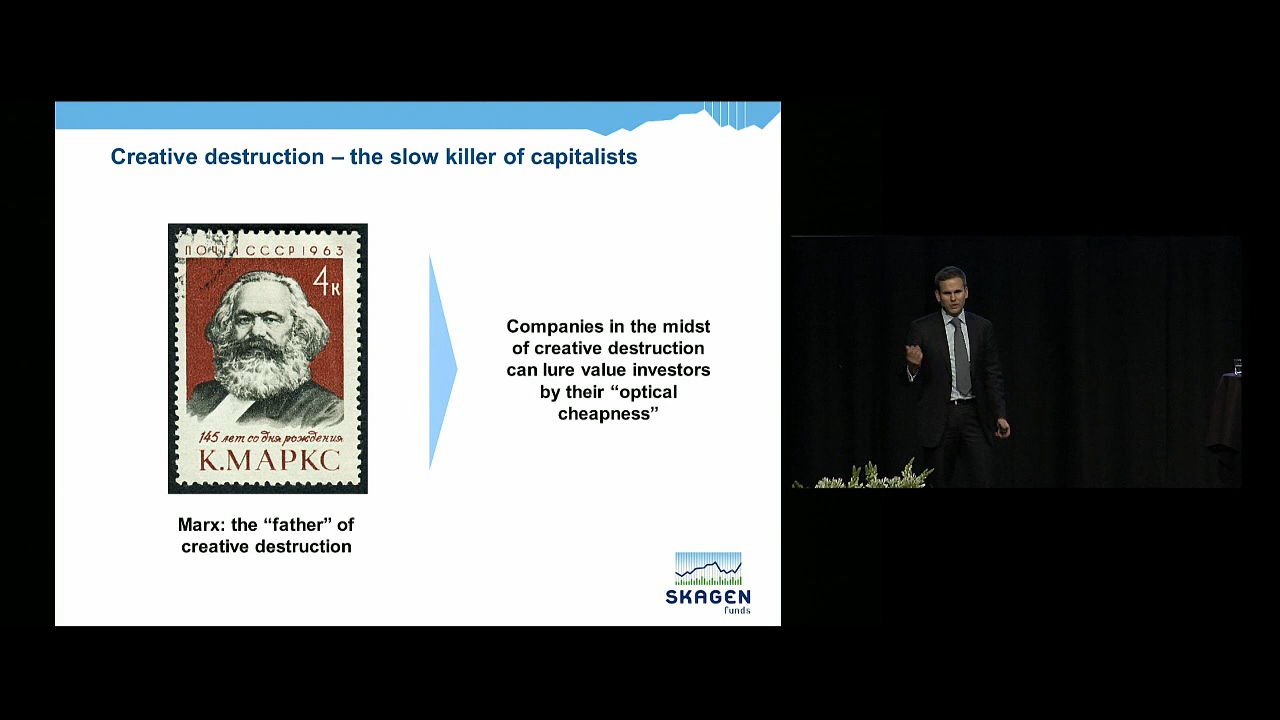 Creative destruction – the slow killer of capitalists
ПОЧТА СССР 1963
4к
145 лет со дня рождения
К.МАРКС
Marx: the “father” of
creative destruction
Companies in the midst
of creative destruction
can lure value investors
by their “optical
cheapness”
SKAGEN
funds